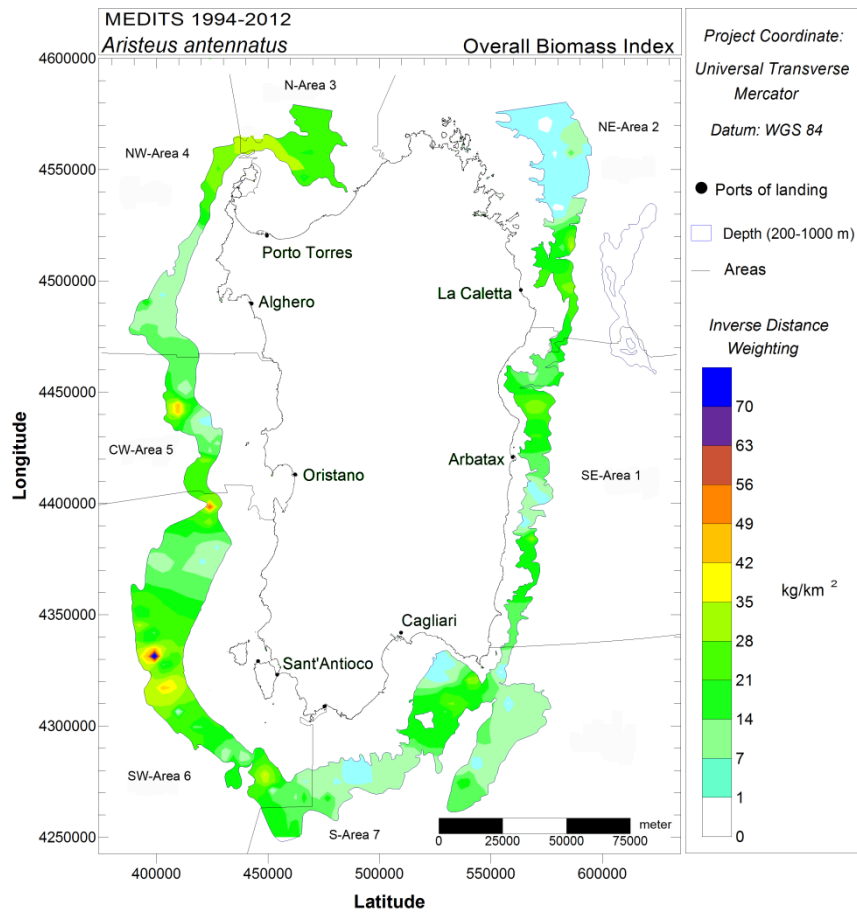 MEDITS 1994-2012
Aristeus antennatus
Overall Biomass Index
4600000
4550000
4500000
4450000
4400000
4350000
4300000
4250000
Longitude
400000
450000
500000
550000
600000
Latitude
N-Area 3
NW-Area 4
NE-Area 2
CW-Area 5
SE-Area 1
SW-Area 6
S-Area 7
Porto Torres
Alghero
La Caletta
Oristano
Arbatax
Cagliari
Sant'Antioco
meter
0
25000
50000
75000
Project Coordinate:
Universal Transverse
Mercator
Datum: WGS 84
Ports of landing
Depth (200-1000 m)
Areas
Inverse Distance
Weighting
70
63
56
49
42
35
28
21
14
7
1
0
kg/km ²